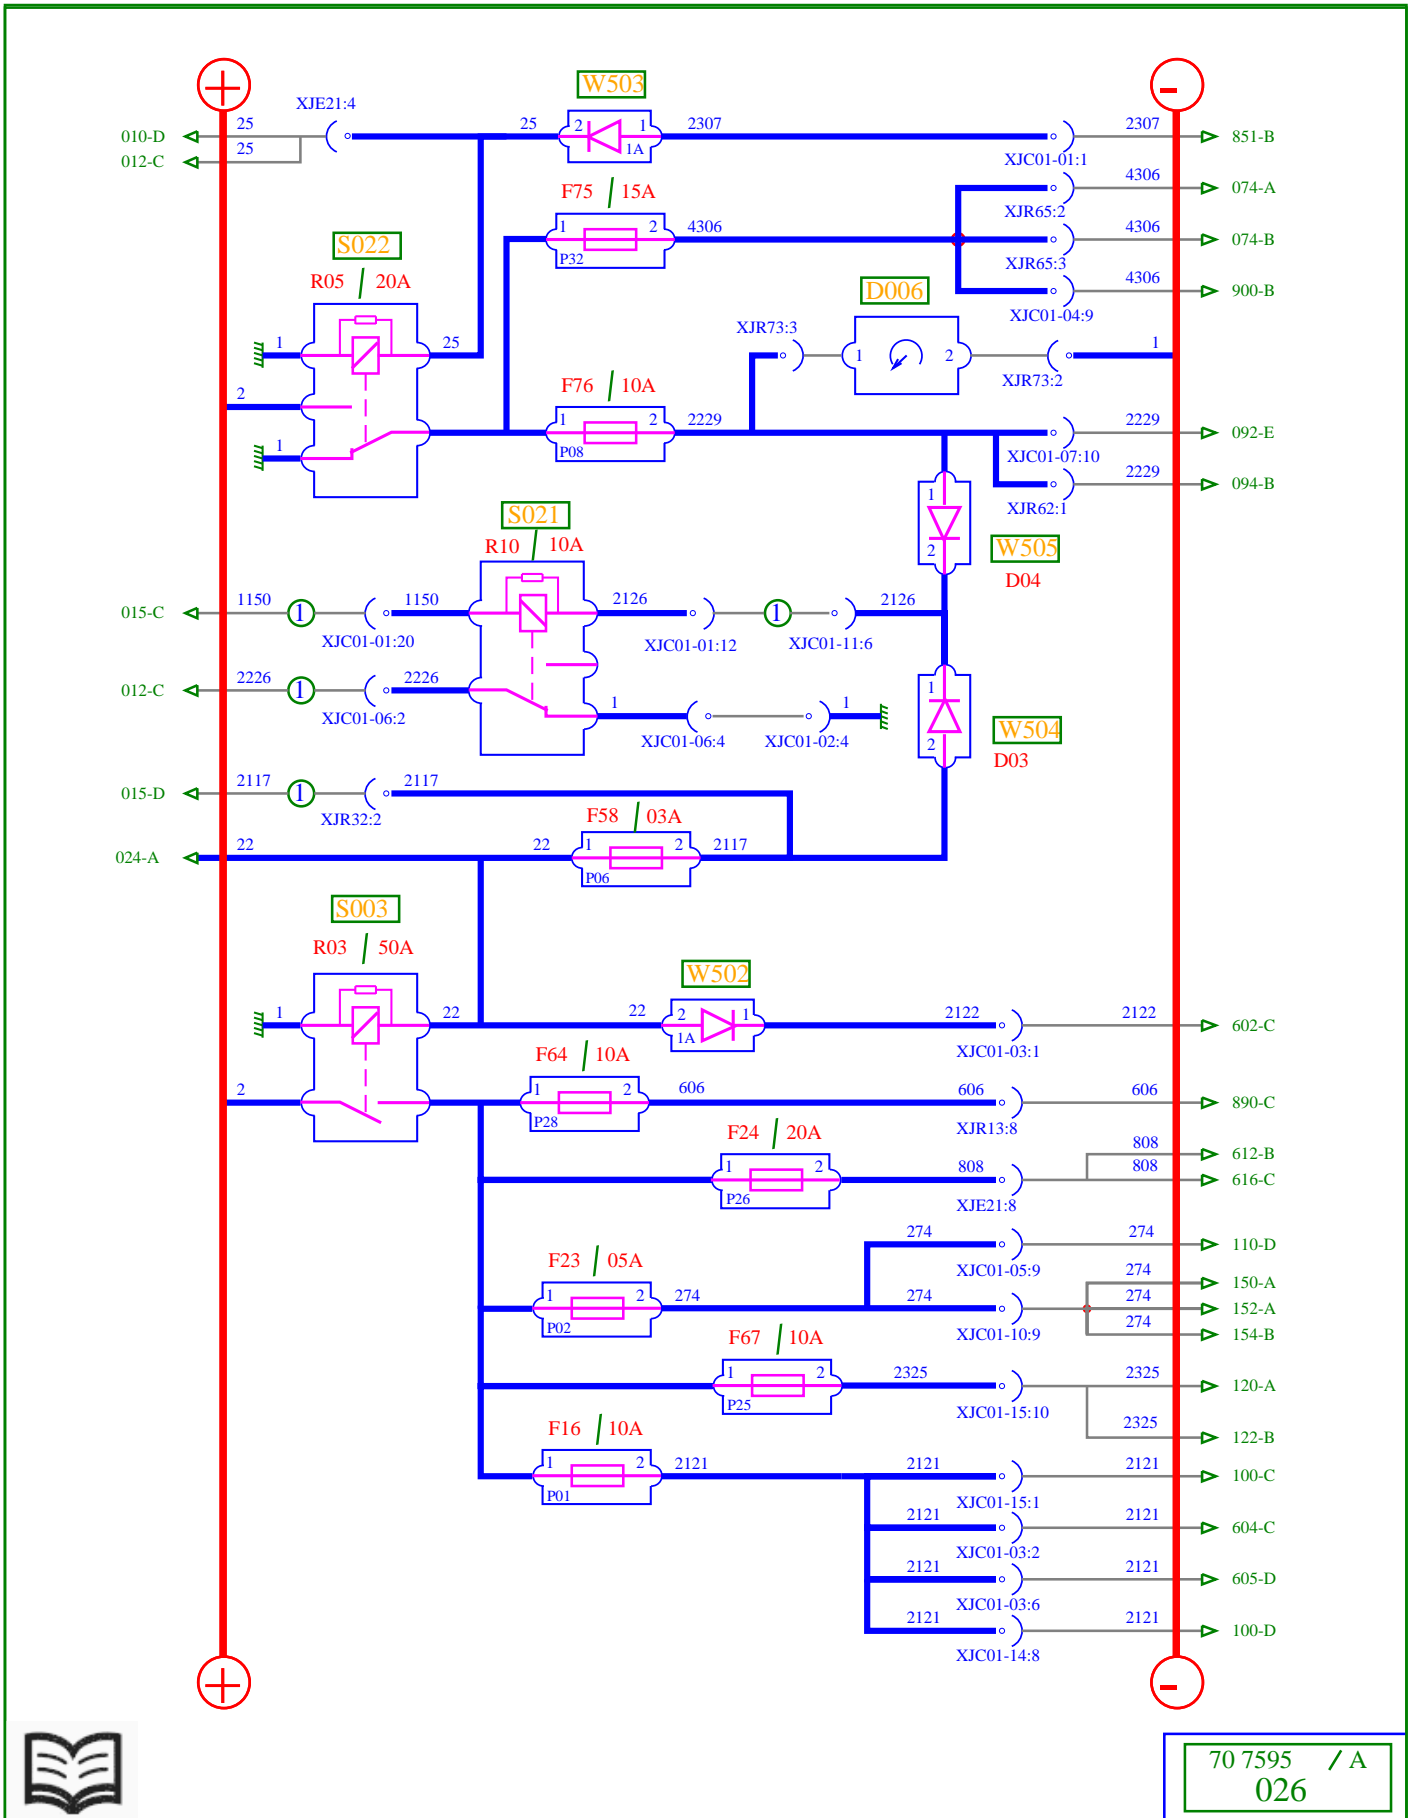 W503
XJE21:4
010-D 25 25 2 1 1A 2307 2307 851-B
012-C 25
XJC01-01:1
F75 / 15A
4306 074-A
XJR65:2
1 2 4306 4306 074-B
P32
XJR65:3
S022
R05 / 20A
D006
4306 900-B
XJC01-04:9
XJR73:3
1 25 1 2 1
XJR73:2
2
F76 / 10A
1 2 2229 2229 092-E
P08
XJC01-07:10
1
2229 094-B
XJR62:1
1
2
W505
D04
S021
R10 / 10A
015-C 1150 1 1150 2126 1 2126
XJC01-01:20 XJC01-01:12 XJC01-11:6
012-C 2226 1 2226
XJC01-06:2
1 1
XJC01-06:4 XJC01-02:4
1
2
W504
D03
015-D 2117 1 2117
XJR32:2
F58 / 03A
024-A 22 22 1 2 2117
P06
S003
R03 / 50A
W502
1 22 22 2 1 2122 2122 602-C
1A
XJC01-03:1
F64 / 10A
2 1 2 606 606 606 890-C
P28
XJR13:8
F24 / 20A
808 612-B
1 2 808 808 616-C
P26
XJE21:8
274 274 110-D
XJC01-05:9
F23 / 05A
274 150-A
1 2 274 274 274 152-A
P02
XJC01-10:9
274 154-B
F67 / 10A
1 2 2325 2325 120-A
P25
XJC01-15:10
2325 122-B
F16 / 10A
1 2 2121 2121 2121 100-C
P01
XJC01-15:1
2121 2121 604-C
XJC01-03:2
2121 2121 605-D
XJC01-03:6
2121 2121 100-D
XJC01-14:8
70 7595 / A
026